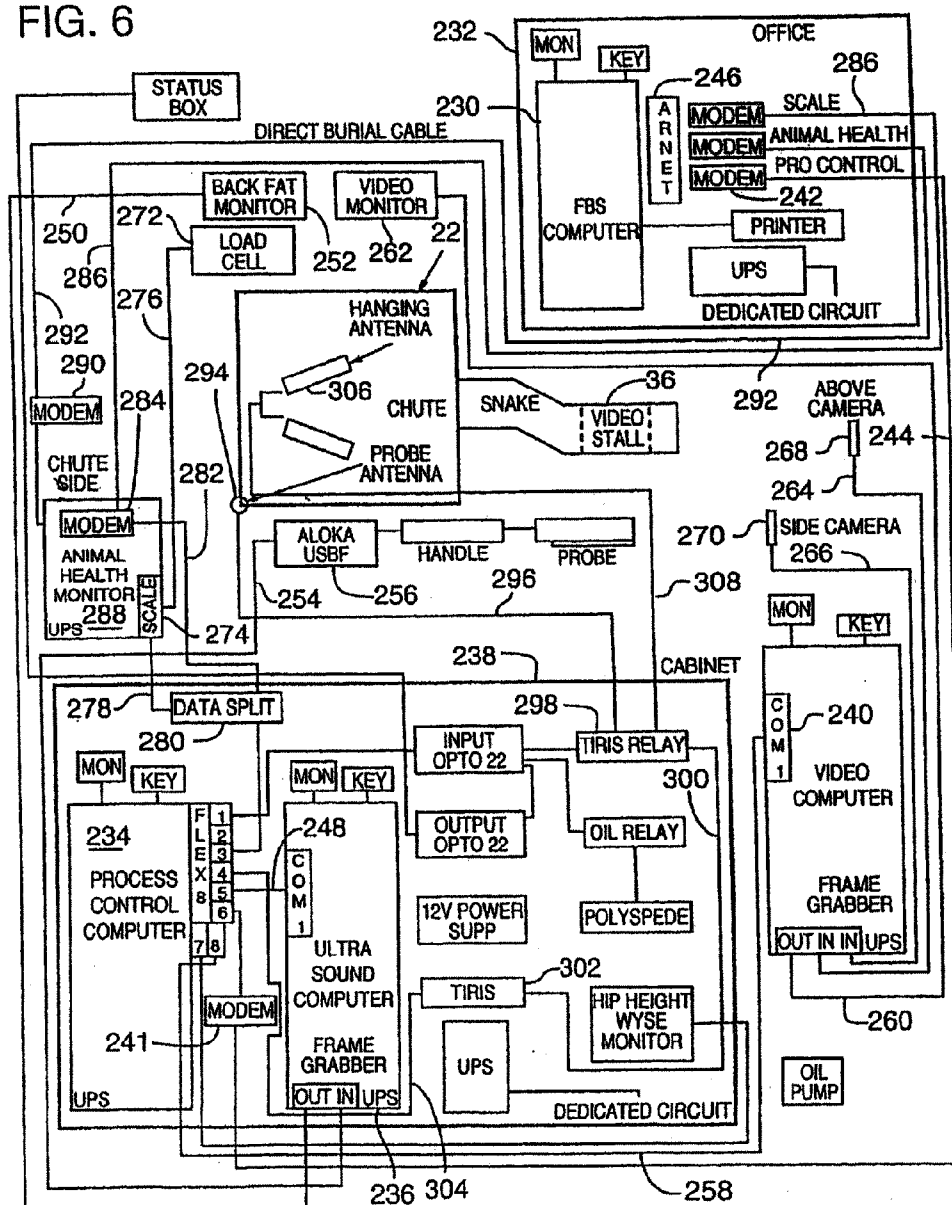 FIG. 6
232
MON
KEY
OFFICE
246
286
230
ARNET
MODEM
SCALE
MODEM
ANIMAL HEALTH
MODEM
PRO CONTROL
242
FBS
COMPUTER
PRINTER
UPS
DEDICATED CIRCUIT
STATUS
BOX
DIRECT BURIAL CABLE
250
BACK FAT
MONITOR
VIDEO
MONITOR
272
252
262
22
LOAD
CELL
286
276
292
292
290
MODEM
294
284
HANGING
ANTENNA
306
CHUTE
SNAKE
36
VIDEO
STALL
PROBE
ANTENNA
ABOVE
CAMERA
268
244
264
270
SIDE CAMERA
266
CHUTE
SIDE
282
MODEM
ANIMAL
HEALTH
MONITOR
288
UPS
SCALE
274
254
ALOKA
USBF
256
HANDLE
PROBE
296
308
238
CABINET
278
DATA SPLIT
280
298
INPUT
OPTO 22
TIRIS RELAY
300
MON
KEY
MON
KEY
OUTPUT
OPTO 22
OIL RELAY
234
PROCESS
CONTROL
COMPUTER
FLEX 8
1
2
3
4
5
6
7
8
248
COM 1
ULTRA
SOUND
COMPUTER
FRAME
GRABBER
OUT IN
UPS
UPS
MODEM
241
12V POWER
SUPP
POLYSPEDE
TIRIS
302
HIP HEIGHT
WYSE
MONITOR
UPS
DEDICATED CIRCUIT
236
304
258
MON
KEY
COM 1
240
VIDEO
COMPUTER
FRAME
GRABBER
OUT IN IN
UPS
260
OIL
PUMP